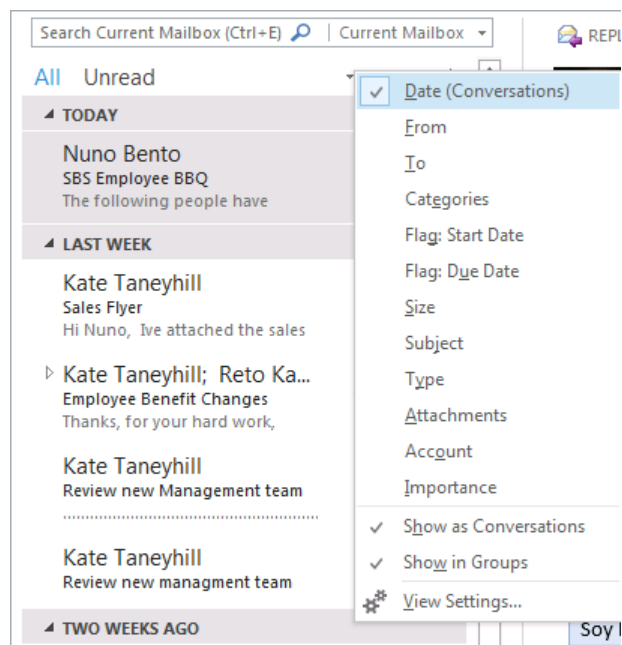 Search Current Mailbox (Ctrl+E) Current Mailbox
All Unread
TODAY
Nuno Bento
SBS Employee BBQ
The following people have
LAST WEEK
Kate Taneyhill
Sales Flyer
Hi Nuno, Ive attached the sales
Kate Taneyhill; Reto Ka...
Employee Benefit Changes
Thanks, for your hard work,
Kate Taneyhill
Review new Management team
Kate Taneyhill
Review new managment team
TWO WEEKS AGO
Date (Conversations)
From
To
Categories
Flag: Start Date
Flag: Due Date
Size
Subject
Type
Attachments
Account
Importance
Show as Conversations
Show in Groups
View Settings...
Soy